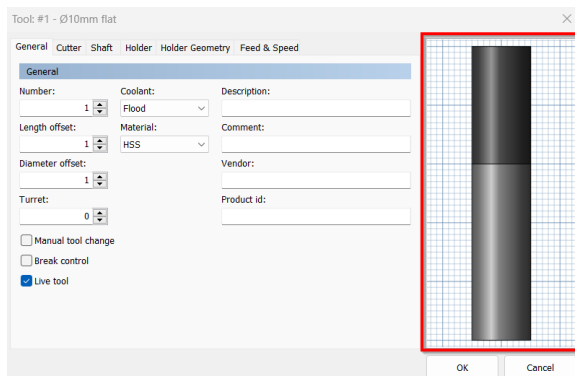 Tool: #1 - Ø10mm flat
General Cutter Shaft Holder Holder Geometry Feed & Speed
General
Number: Coolant: Description:
1 Flood
Length offset: Material: Comment:
1 HSS
Diameter offset: Vendor:
1
Turret: Product id:
0
Manual tool change
Break control
Live tool
OK Cancel